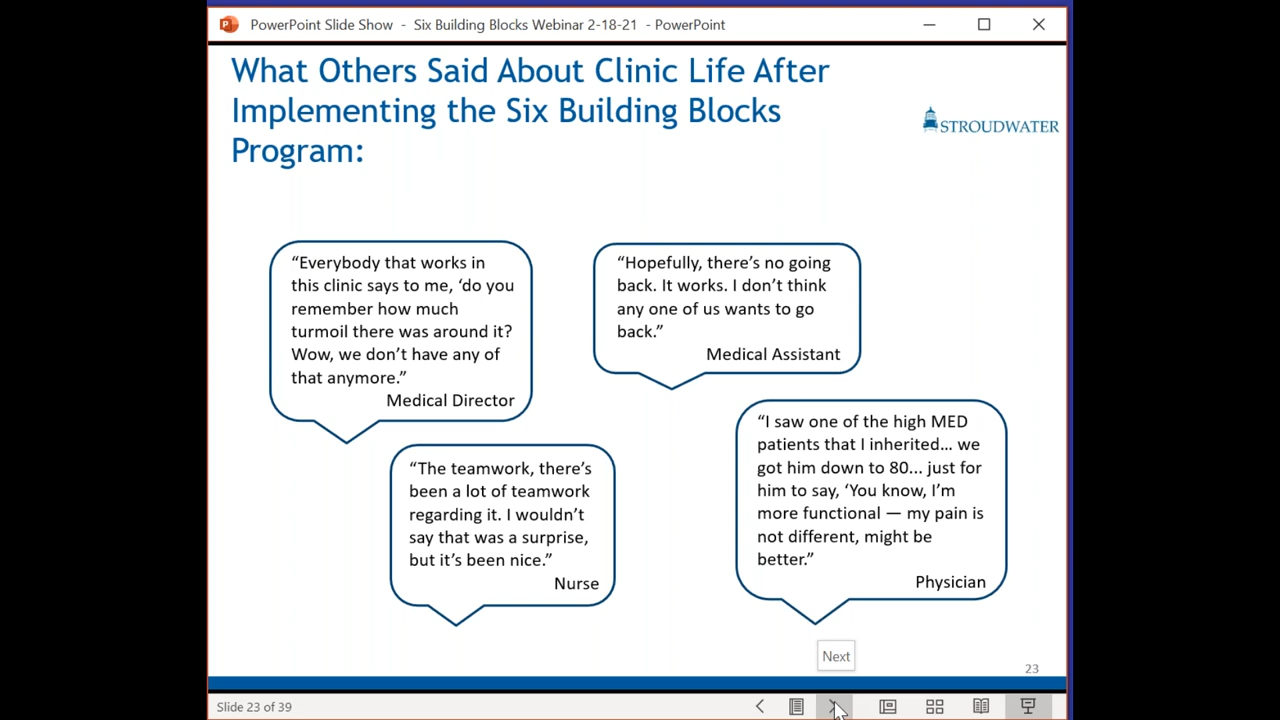 PowerPoint Slide Show - Six Building Blocks Webinar 2-18-21 - PowerPoint
What Others Said About Clinic Life After
Implementing the Six Building Blocks
Program:
STROUDWATER
“Everybody that works in
this clinic says to me, ‘do you
remember how much
turmoil there was around it?
Wow, we don’t have any of
that anymore.”
Medical Director
“Hopefully, there’s no going
back. It works. I don’t think
any one of us wants to go
back.”
Medical Assistant
“The teamwork, there’s
been a lot of teamwork
regarding it. I wouldn’t
say that was a surprise,
but it’s been nice.”
Nurse
“I saw one of the high MED
patients that I inherited… we
got him down to 80... just for
him to say, ‘You know, I’m
more functional — my pain is
not different, might be
better.”
Physician
Next
23
Slide 23 of 39